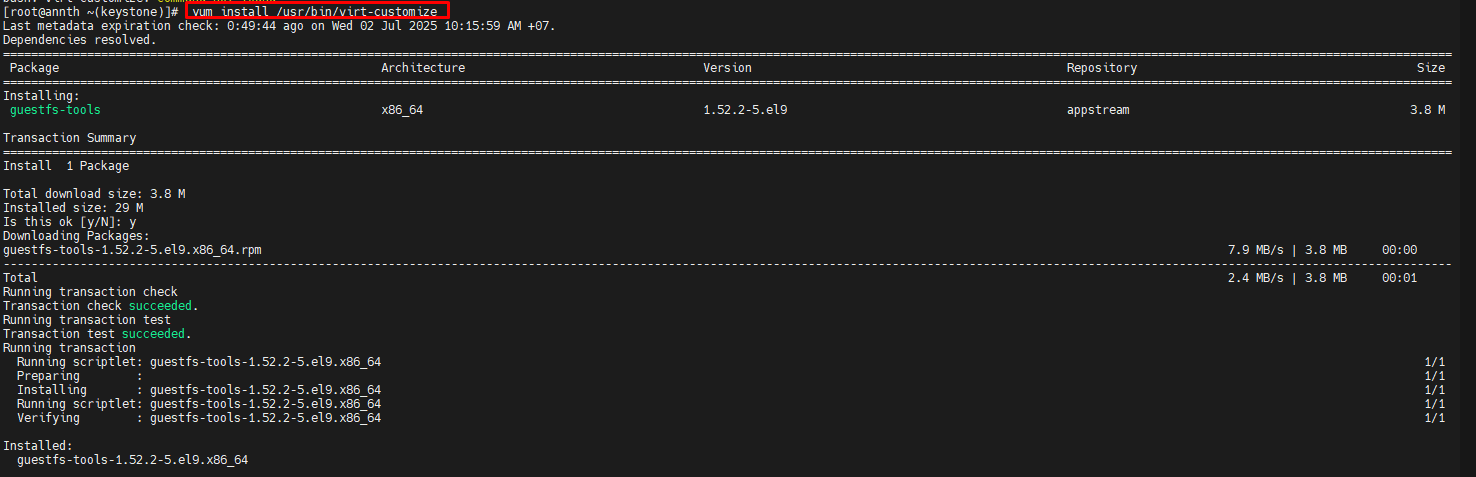 [root@annth ~(keystone)]# yum install /usr/bin/virt-customize
Last metadata expiration check: 0:49:44 ago on Wed 02 Jul 2025 10:15:59 AM +07.
Dependencies resolved.
Package Architecture Version Repository Size
Installing:
guestfs-tools x86_64 1.52.2-5.el9 appstream 3.8 M
Transaction Summary
Install 1 Package
Total download size: 3.8 M
Installed size: 29 M
Is this ok [y/N]: y
Downloading Packages:
guestfs-tools-1.52.2-5.el9.x86_64.rpm 7.9 MB/s | 3.8 MB 00:00
Total 2.4 MB/s | 3.8 MB 00:01
Running transaction check
Transaction check succeeded.
Running transaction test
Transaction test succeeded.
Running transaction
Running scriptlet: guestfs-tools-1.52.2-5.el9.x86_64 1/1
Preparing : 1/1
Installing : guestfs-tools-1.52.2-5.el9.x86_64 1/1
Running scriptlet: guestfs-tools-1.52.2-5.el9.x86_64 1/1
Verifying : guestfs-tools-1.52.2-5.el9.x86_64 1/1
Installed:
guestfs-tools-1.52.2-5.el9.x86_64